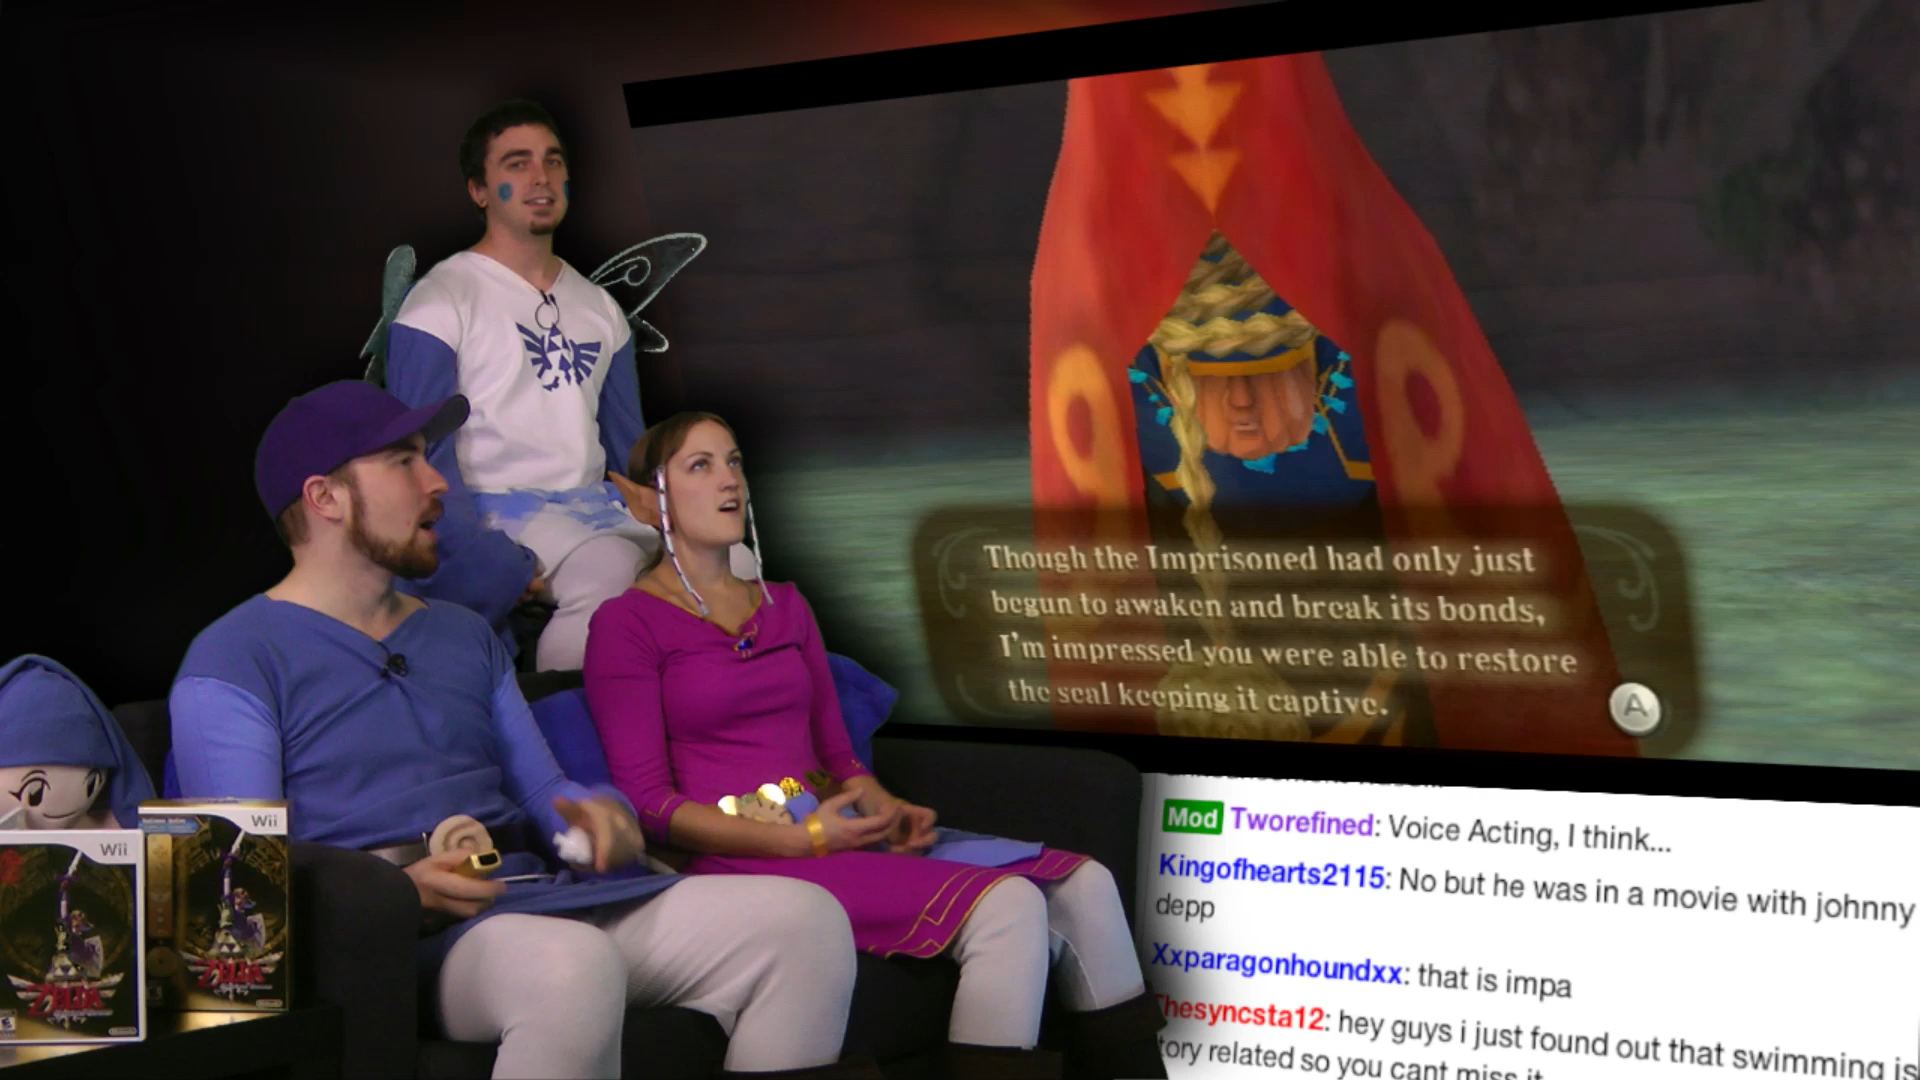 Though the Imprisoned had only just
begun to awaken and break its bonds,
I'm impressed you were able to restore
the seal keeping it captive.
A
Mod Tworefined: Voice Acting, I think...
Kingofhearts2115: No but he was in a movie with johnny
depp
Xxparagonhoundxx: that is impa
Thesyncsta12: hey guys i just found out that swimming is
story related so you cant miss it
Wii
Wii
ZELDA
ZELDA